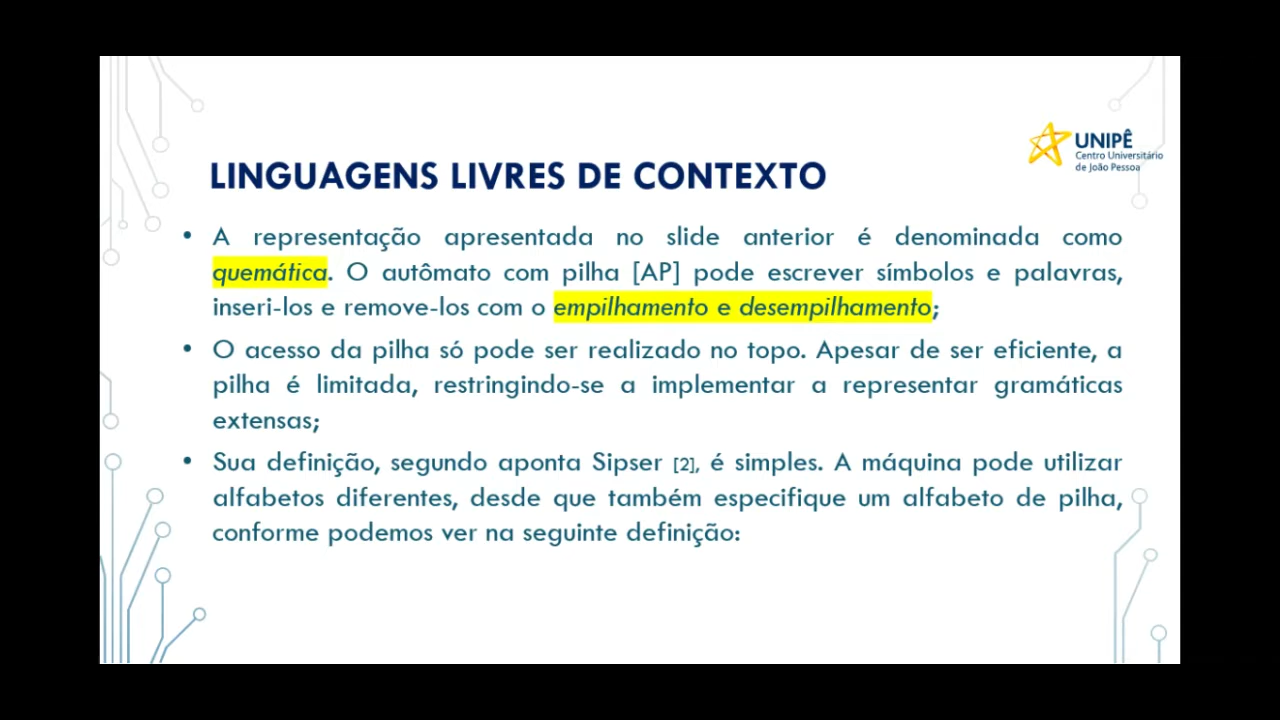 UNIPÊ
Centro Universitário
de João Pessoa
LINGUAGENS LIVRES DE CONTEXTO
• A representação apresentada no slide anterior é denominada como
quemática. O autômato com pilha [AP] pode escrever símbolos e palavras,
inseri-los e remove-los com o empilhamento e desempilhamento;
• O acesso da pilha só pode ser realizado no topo. Apesar de ser eficiente, a
pilha é limitada, restringindo-se a implementar a representar gramáticas
extensas;
• Sua definição, segundo aponta Sipser [2], é simples. A máquina pode utilizar
alfabetos diferentes, desde que também especifique um alfabeto de pilha,
conforme podemos ver na seguinte definição: